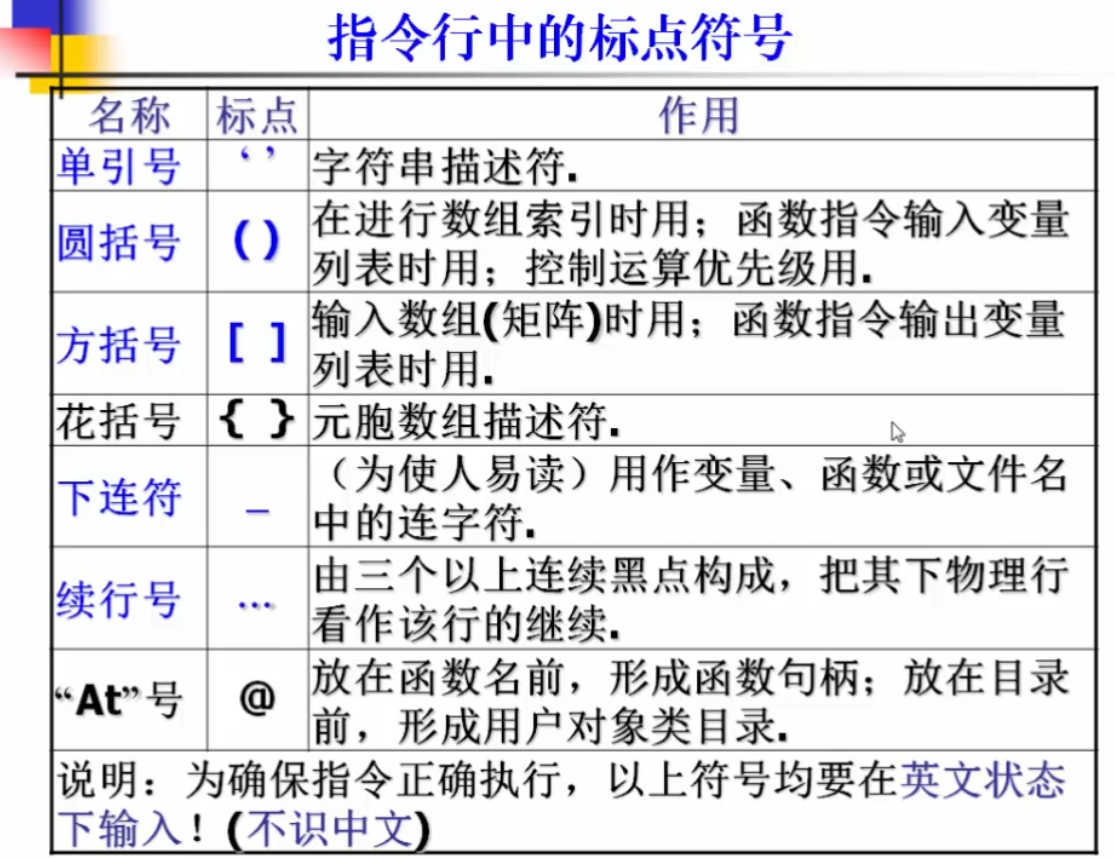 指令行中的标点符号
名称 标点 作用
单引号 ‘ ’ 字符串描述符.
圆括号 ( ) 在进行数组索引时用；函数指令输入变量
列表时用；控制运算优先级用.
方括号 [ ] 输入数组(矩阵)时用；函数指令输出变量
列表时用.
花括号 { } 元胞数组描述符.
下连符 _ （为使人易读）用作变量、函数或文件名
中的连字符.
续行号 … 由三个以上连续黑点构成，把其下物理行
看作该行的继续.
“At”号 @ 放在函数名前，形成函数句柄；放在目录
前，形成用户对象类目录.
说明：为确保指令正确执行，以上符号均要在英文状态
下输入！(不识中文)